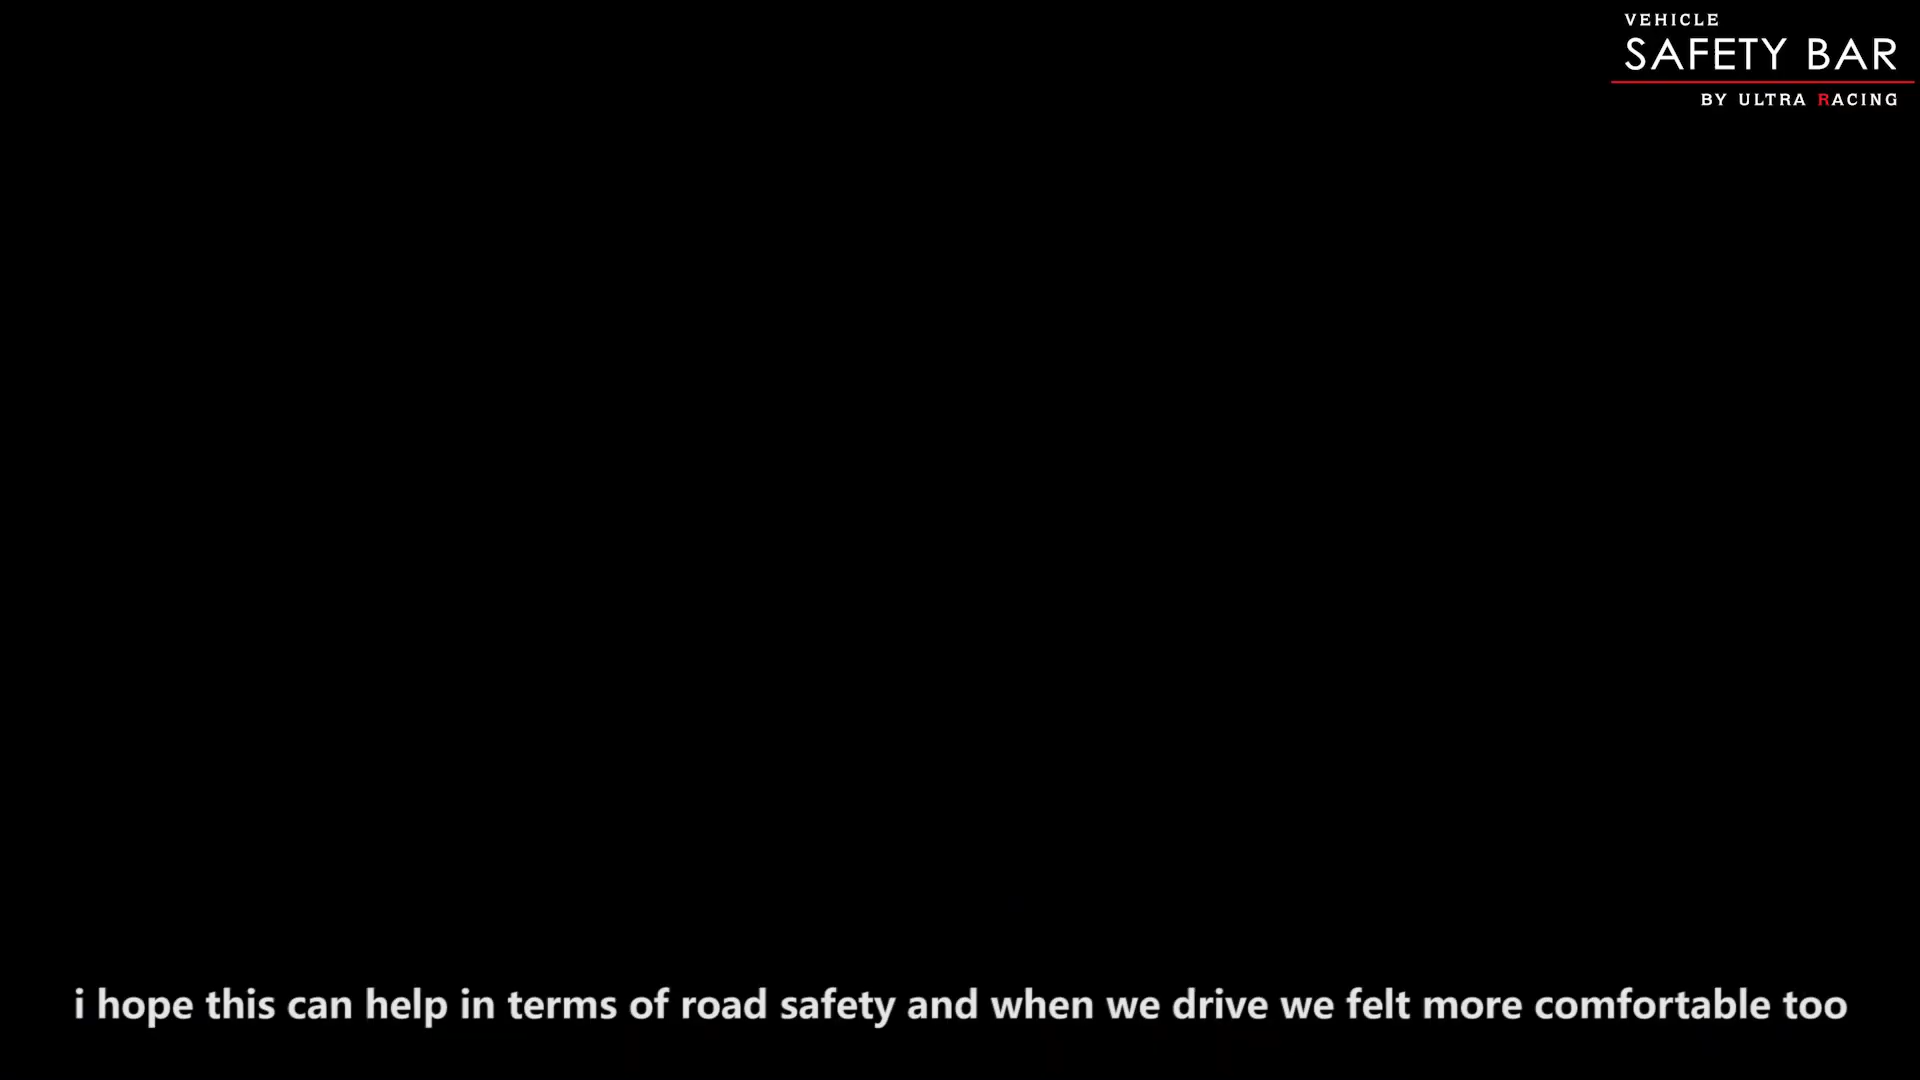 VEHICLE
SAFETY BAR
BY ULTRA RACING
i hope this can help in terms of road safety and when we drive we felt more comfortable too